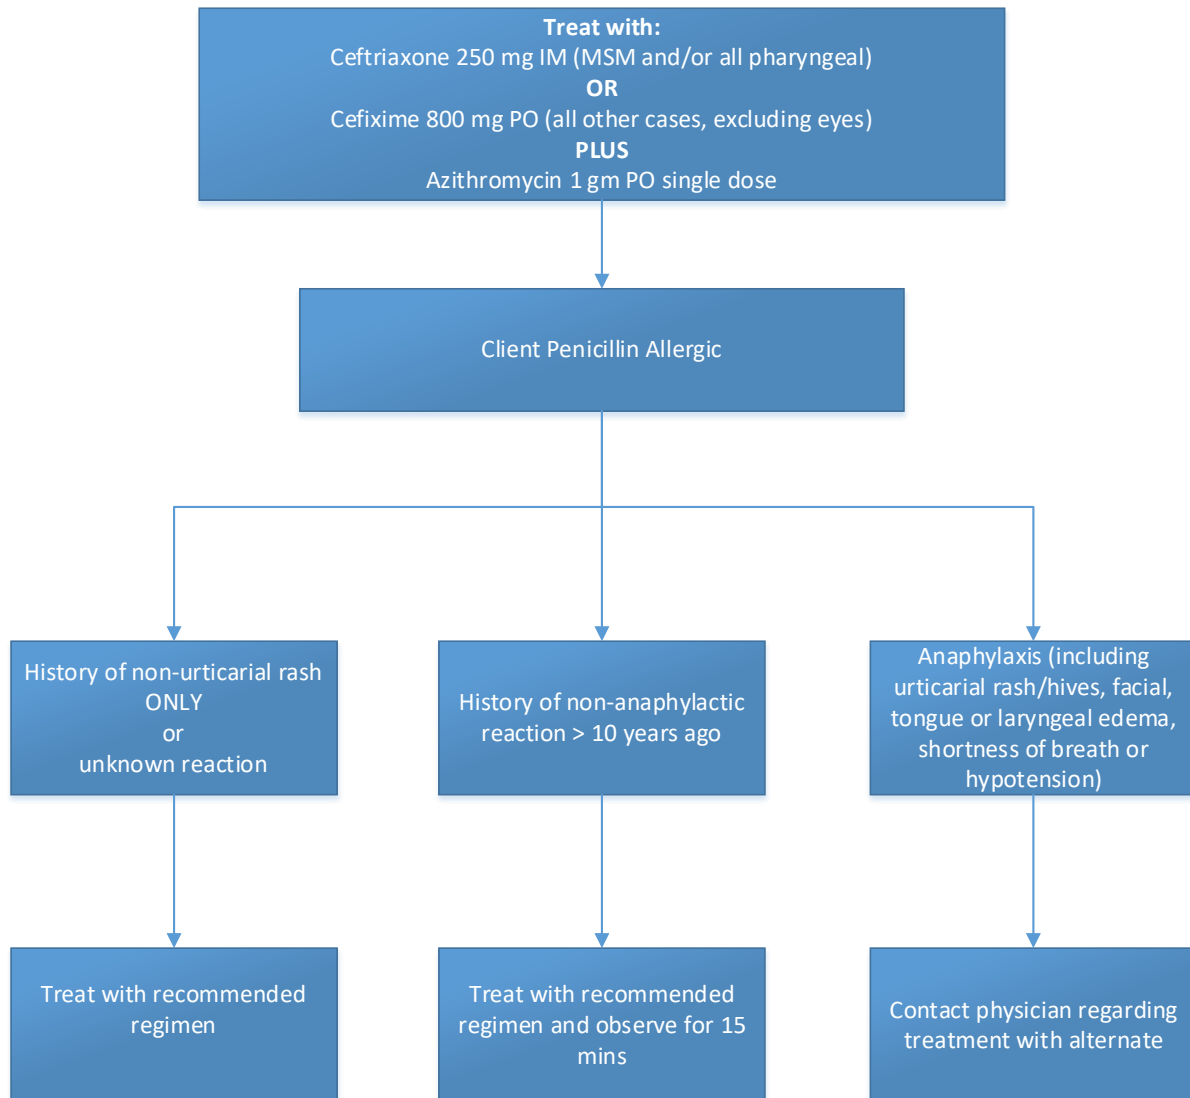 Treat with:
Ceftriaxone 250 mg IM (MSM and/or all pharyngeal)
OR
Cefixime 800 mg PO (all other cases, excluding eyes)
PLUS
Azithromycin 1 gm PO single dose
Client Penicillin Allergic
History of non-urticarial rash
ONLY
or
unknown reaction
History of non-anaphylactic
reaction > 10 years ago
Anaphylaxis (including
urticarial rash/hives, facial,
tongue or laryngeal edema,
shortness of breath or
hypotension)
Treat with recommended
regimen
Treat with recommended
regimen and observe for 15
mins
Contact physician regarding
treatment with alternate